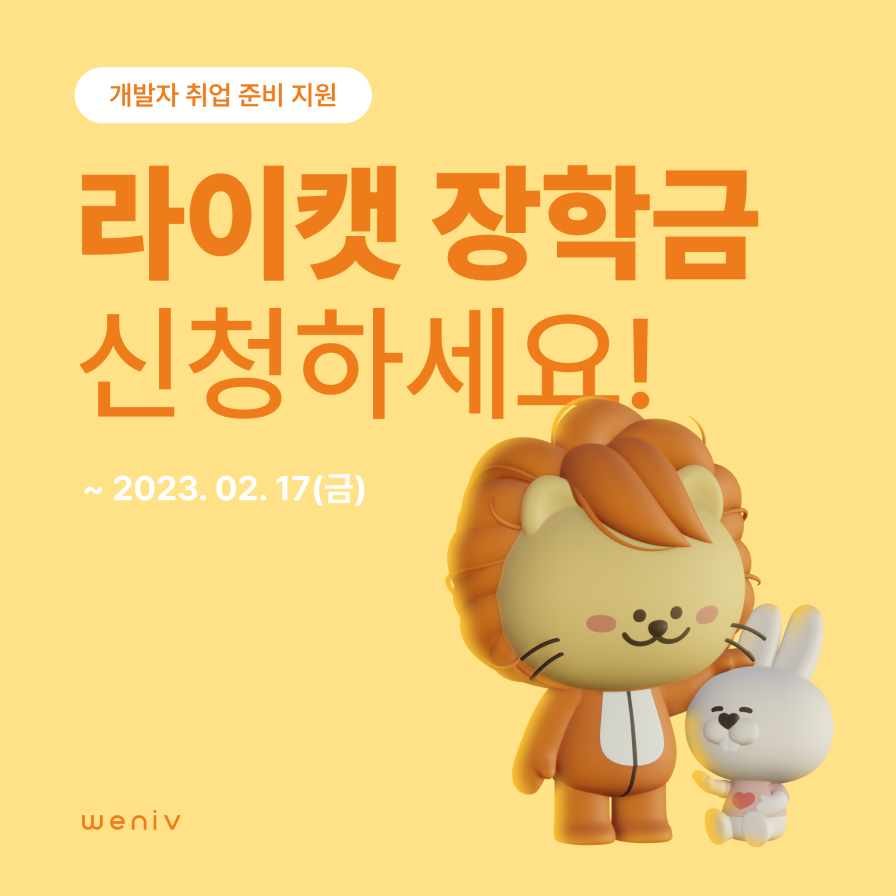 개발자 취업 준비 지원
라이캣 장학금
신청하세요!
~ 2023. 02. 17(금)
weniv